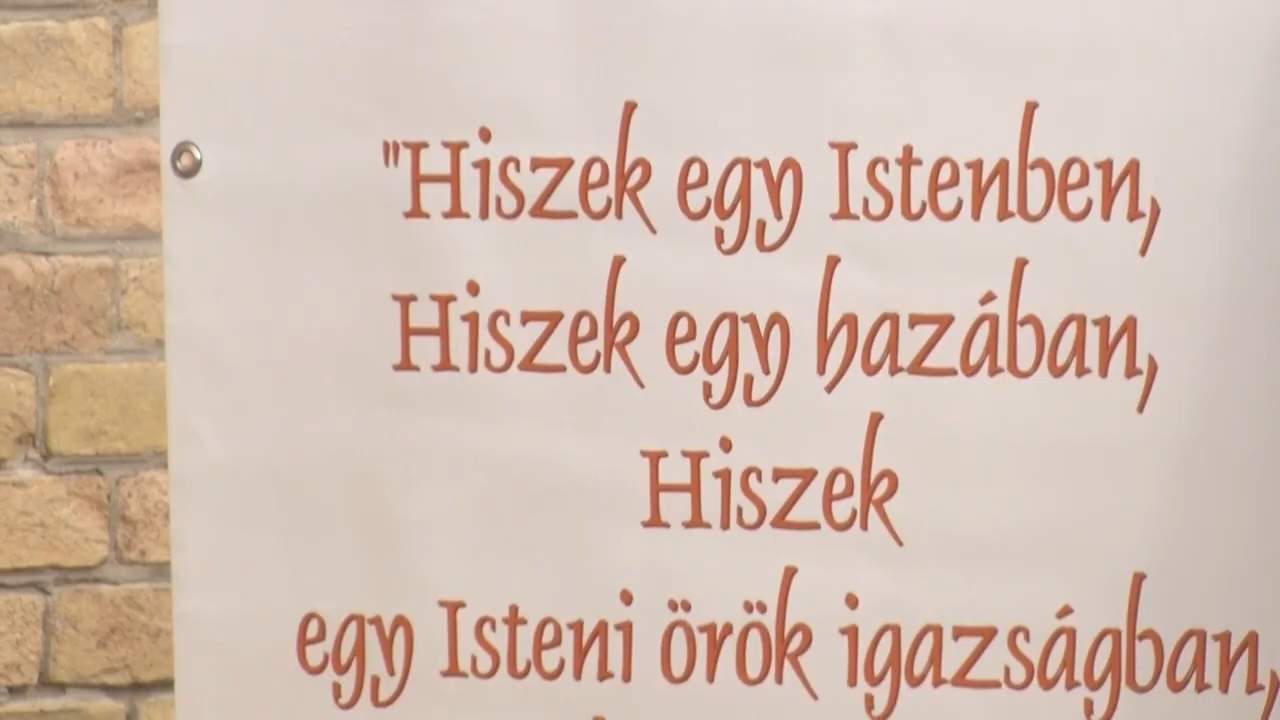 "Hiszek egy Istenben,
Hiszek egy hazában,
Hiszek
egy Isteni örök igazságban,